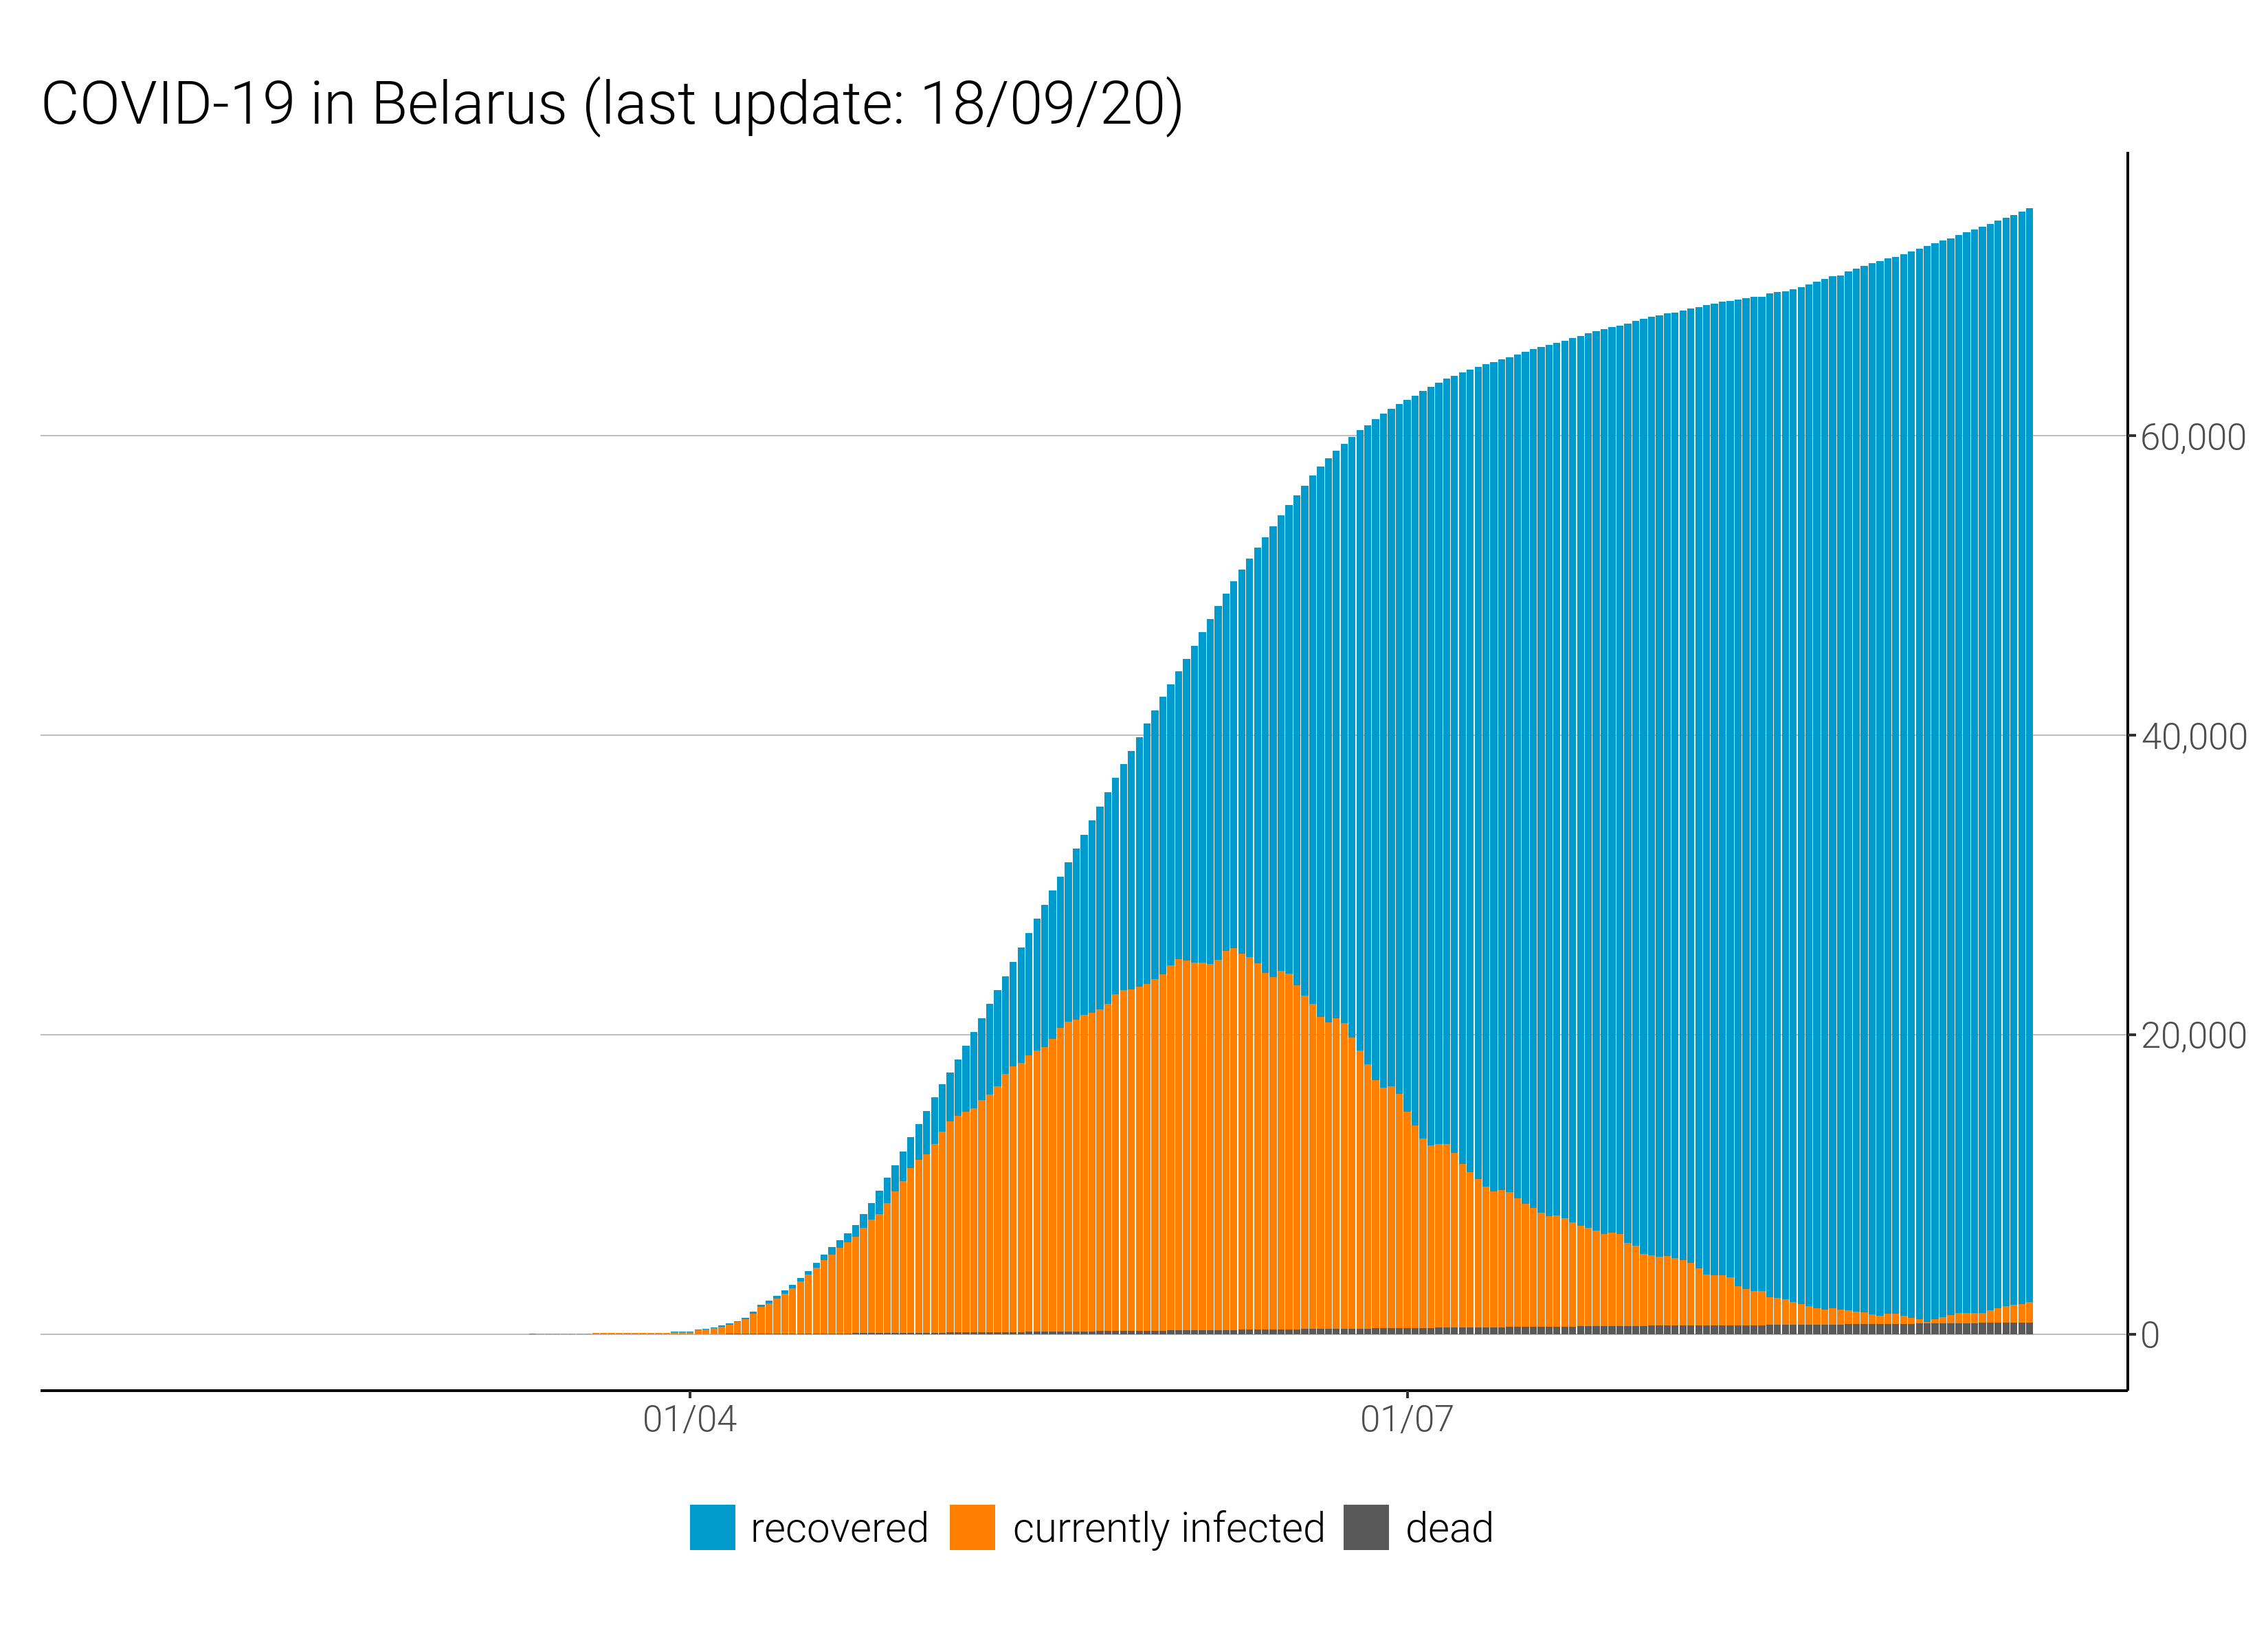 COVID-19 in Belarus (last update: 18/09/20)
60,000
40,000
20,000
0
01/04 01/07
recovered currently infected dead